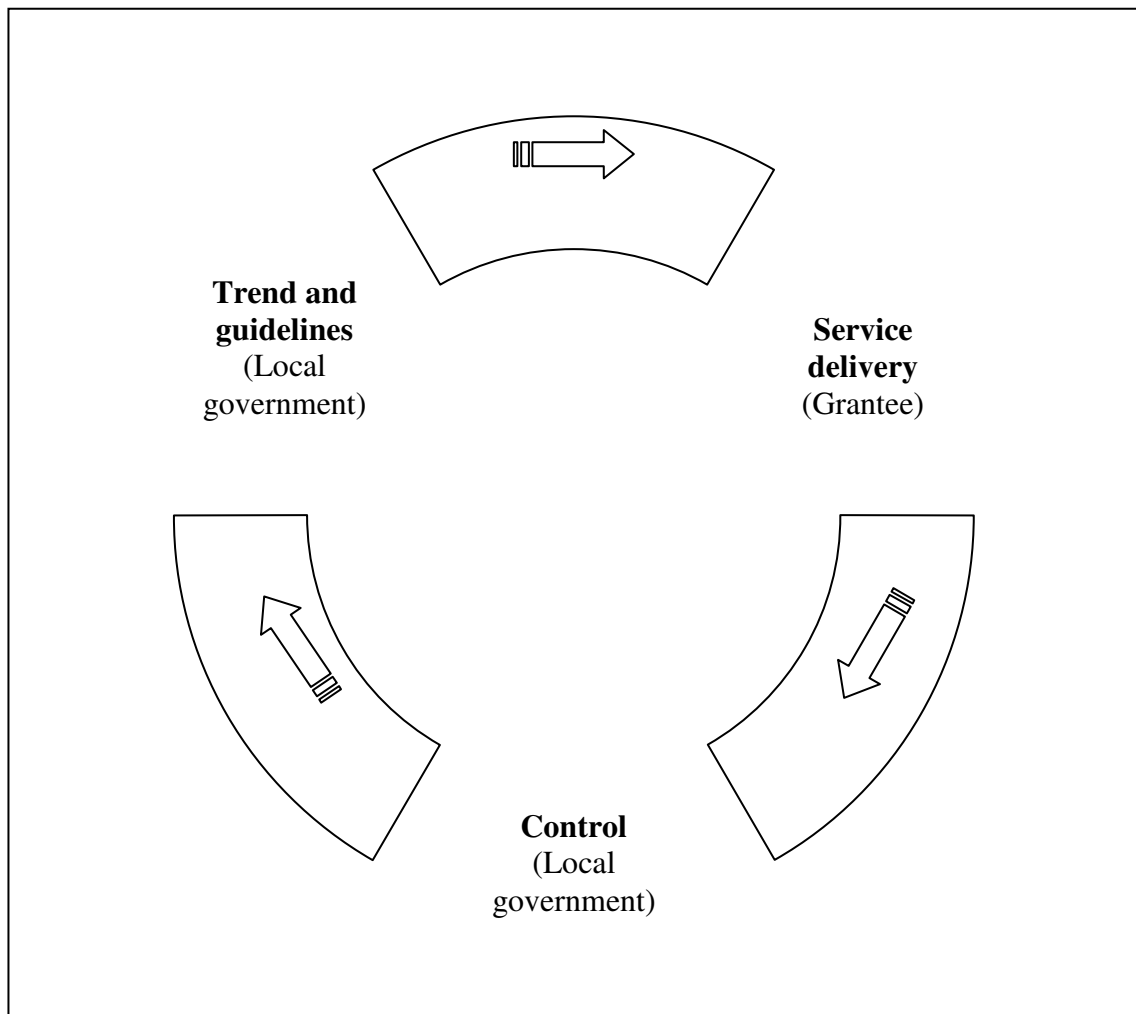 Trend and
guidelines
(Local
government)
Service
delivery
(Grantee)
Control
(Local
government)